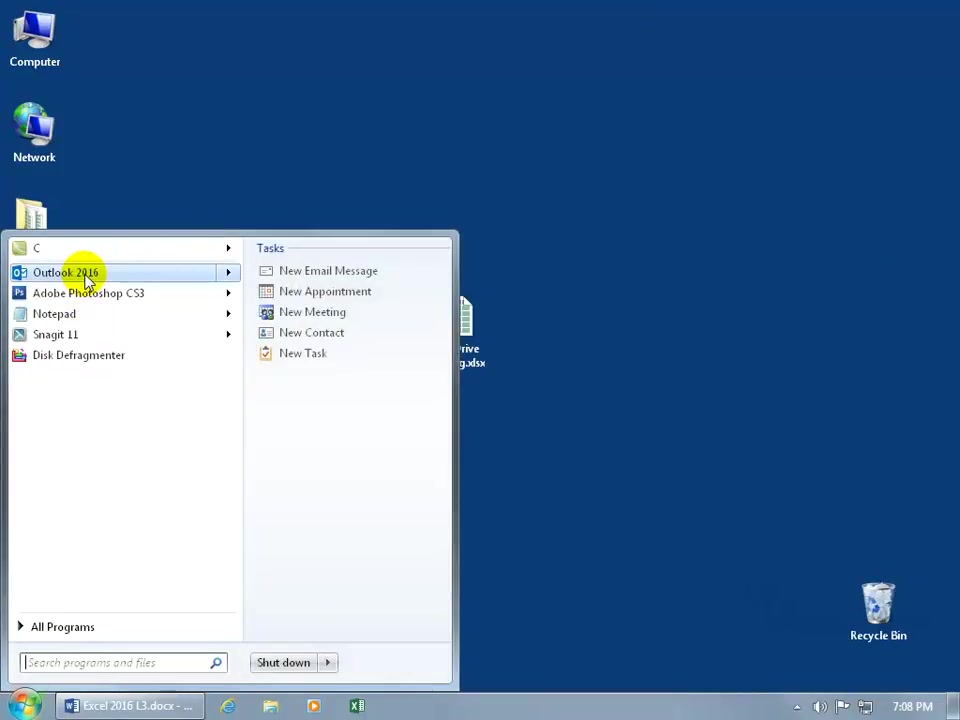 Computer
Network
C
Outlook 2016
Adobe Photoshop CS3
Notepad
Snagit 11
Disk Defragmenter
All Programs
Search programs and files
Tasks
New Email Message
New Appointment
New Meeting
New Contact
New Task
Shut down
g.xlsx
Recycle Bin
Excel 2016 L3.docx - ...
7:08 PM